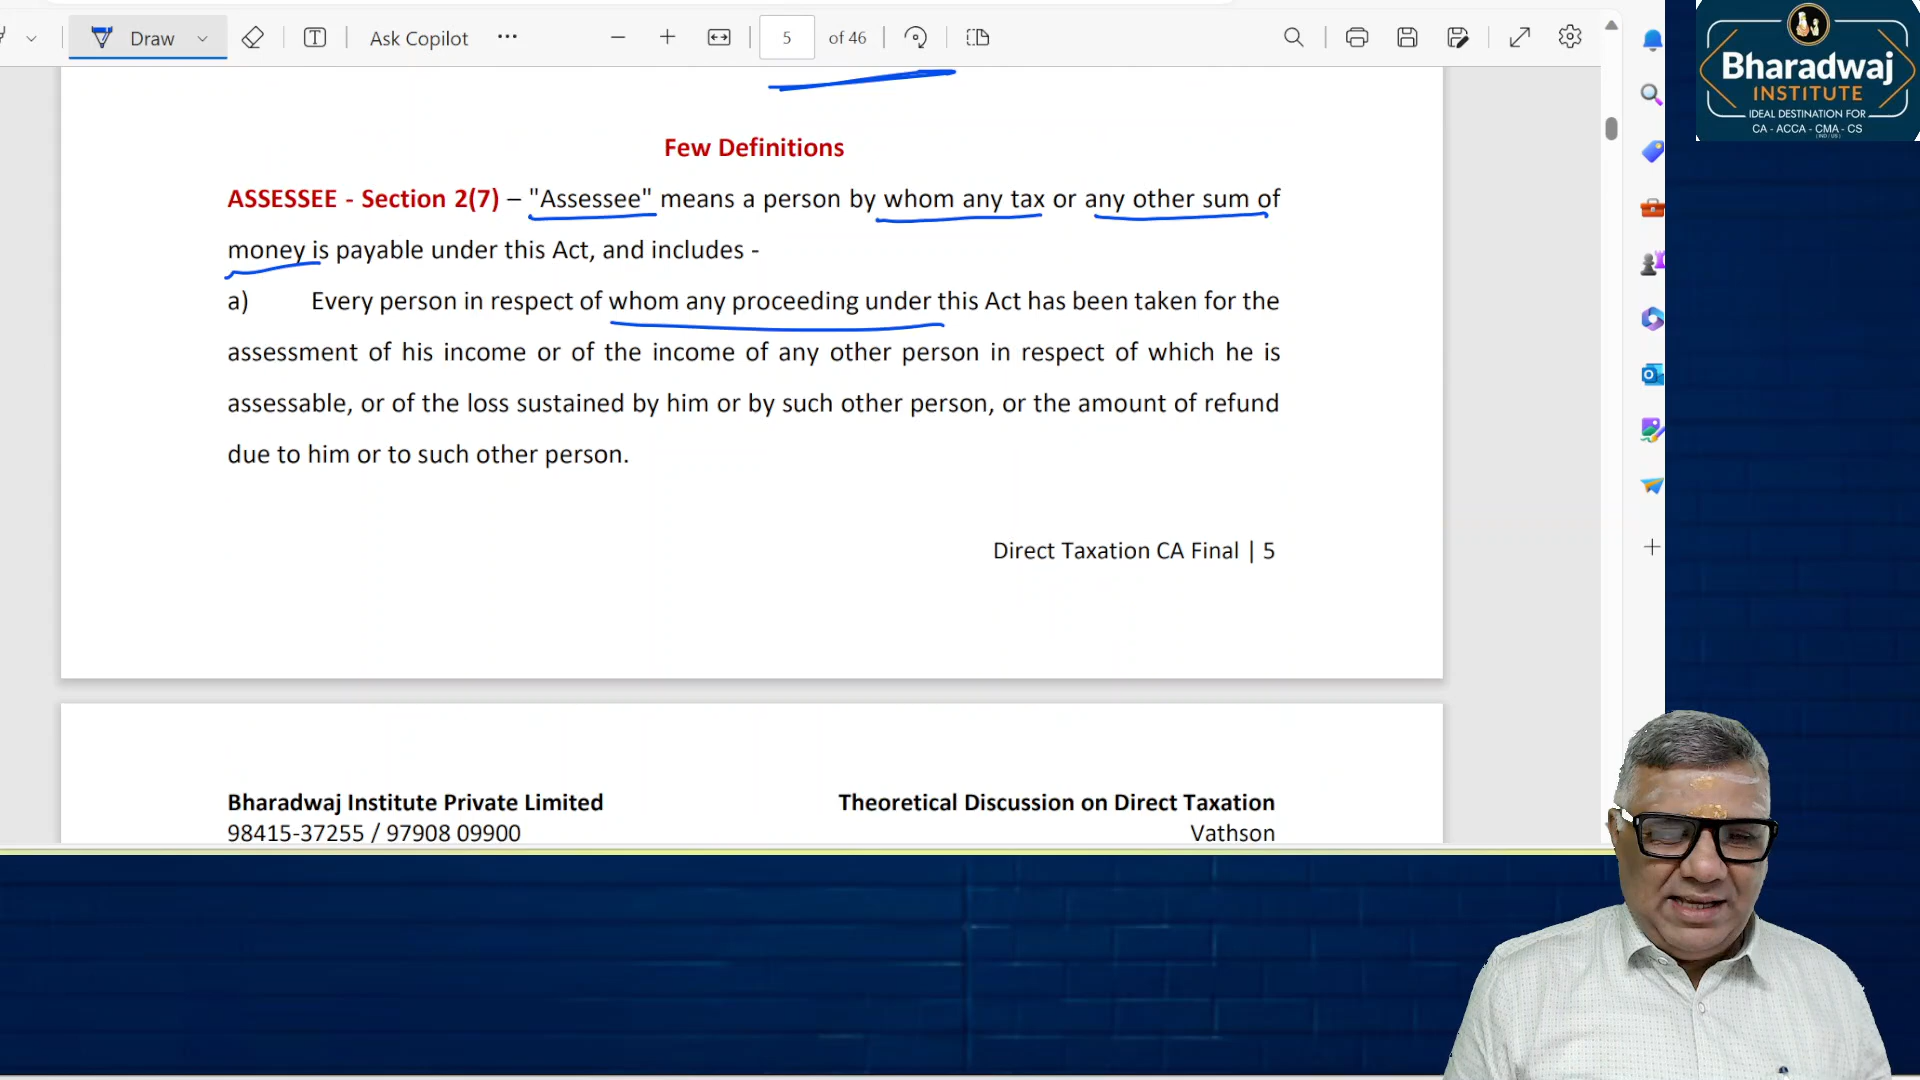 Draw
Ask Copilot
5 of 46
Bharadwaj
INSTITUTE
IDEAL DESTINATION FOR
CA - ACCA - CMA - CS
Few Definitions
ASSESSEE - Section 2(7) – "Assessee" means a person by whom any tax or any other sum of
money is payable under this Act, and includes -
a) Every person in respect of whom any proceeding under this Act has been taken for the
assessment of his income or of the income of any other person in respect of which he is
assessable, or of the loss sustained by him or by such other person, or the amount of refund
due to him or to such other person.
Direct Taxation CA Final | 5
Bharadwaj Institute Private Limited Theoretical Discussion on Direct Taxation
98415-37255 / 97908 09900 Vathson